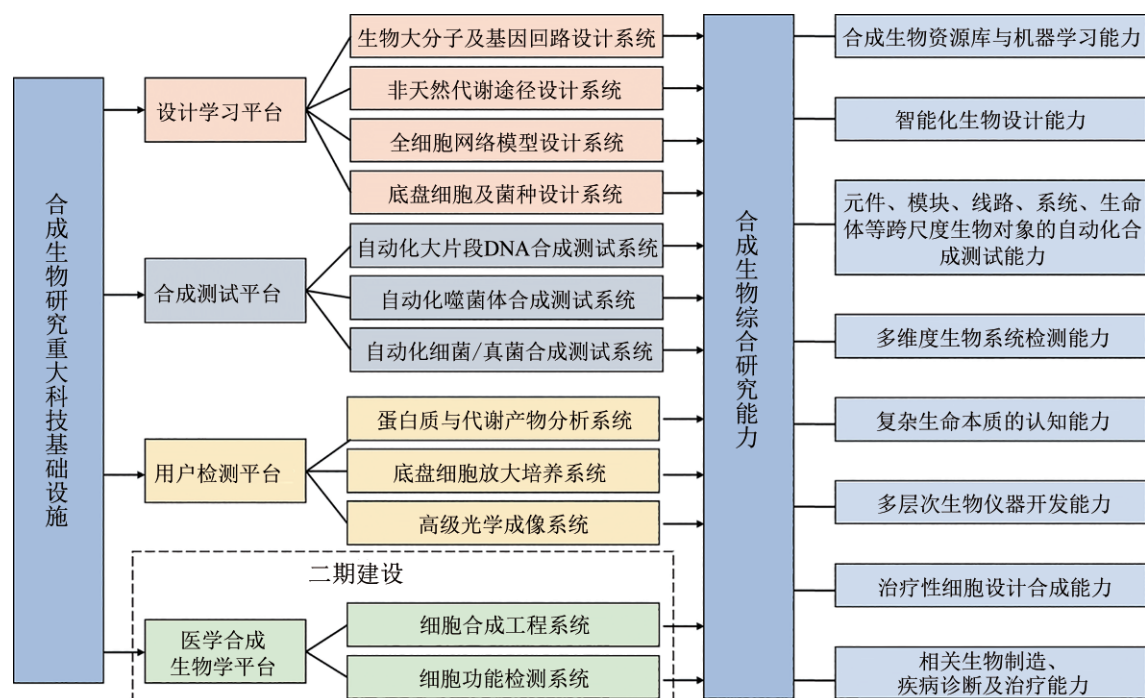 合成生物研究重大科技基础设施
设计学习平台
生物大分子及基因回路设计系统
非天然代谢途径设计系统
全细胞网络模型设计系统
底盘细胞及菌种设计系统
合成测试平台
自动化大片段DNA合成测试系统
自动化噬菌体合成测试系统
自动化细菌/真菌合成测试系统
用户检测平台
蛋白质与代谢产物分析系统
底盘细胞放大培养系统
高级光学成像系统
二期建设
医学合成
生物学平台
细胞合成工程系统
细胞功能检测系统
合成生物综合研究能力
合成生物资源库与机器学习能力
智能化生物设计能力
元件、模块、线路、系统、生命
体等跨尺度生物对象的自动化合
成测试能力
多维度生物系统检测能力
复杂生命本质的认知能力
多层次生物仪器开发能力
治疗性细胞设计合成能力
相关生物制造、
疾病诊断及治疗能力